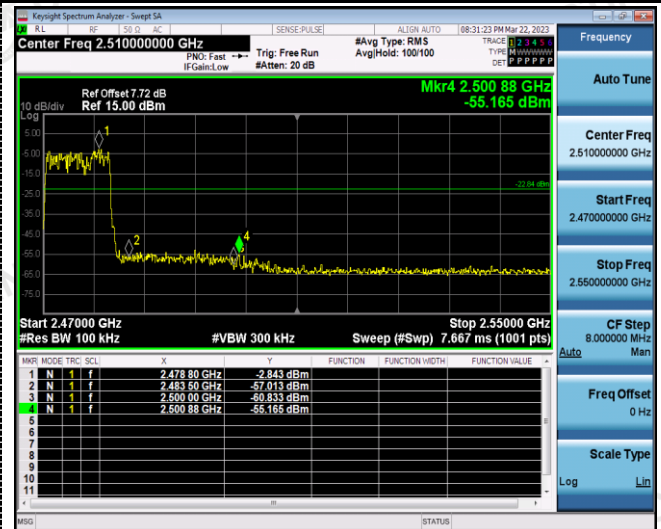 Keysight Spectrum Analyzer - Swept SA
RL RF 50 Ω AC SENSE:PULSE ALIGN AUTO 08:31:23 PM Mar 22, 2023
Center Freq 2.510000000 GHz
PNO: Fast
IFGain:Low
Trig: Free Run
#Atten: 20 dB
#Avg Type: RMS
Avg|Hold: 100/100
TRACE 1 2 3 4 5 6
TYPE M WWWWW
DET P P P P P P
Mkr4 2.500 88 GHz
-55.165 dBm
Ref Offset 7.72 dB
10 dB/div Ref 15.00 dBm
Log
5.00
-5.00
-15.0
-25.0
-35.0
-45.0
-55.0
-65.0
-75.0
1
2
4
-22.84 dBm
Start 2.47000 GHz Stop 2.55000 GHz
#Res BW 100 kHz #VBW 300 kHz Sweep (#Swp) 7.667 ms (1001 pts)
MKR MODE TRC SCL X Y FUNCTION FUNCTION WIDTH FUNCTION VALUE
1 N 1 f 2.478 80 GHz -2.843 dBm
2 N 1 f 2.483 50 GHz -57.013 dBm
3 N 1 f 2.500 00 GHz -60.833 dBm
4 N 1 f 2.500 88 GHz -55.165 dBm
5
6
7
8
9
10
11
MSG STATUS
Frequency
Auto Tune
Center Freq
2.510000000 GHz
Start Freq
2.470000000 GHz
Stop Freq
2.550000000 GHz
CF Step
8.000000 MHz
Auto Man
Freq Offset
0 Hz
Scale Type
Log Lin